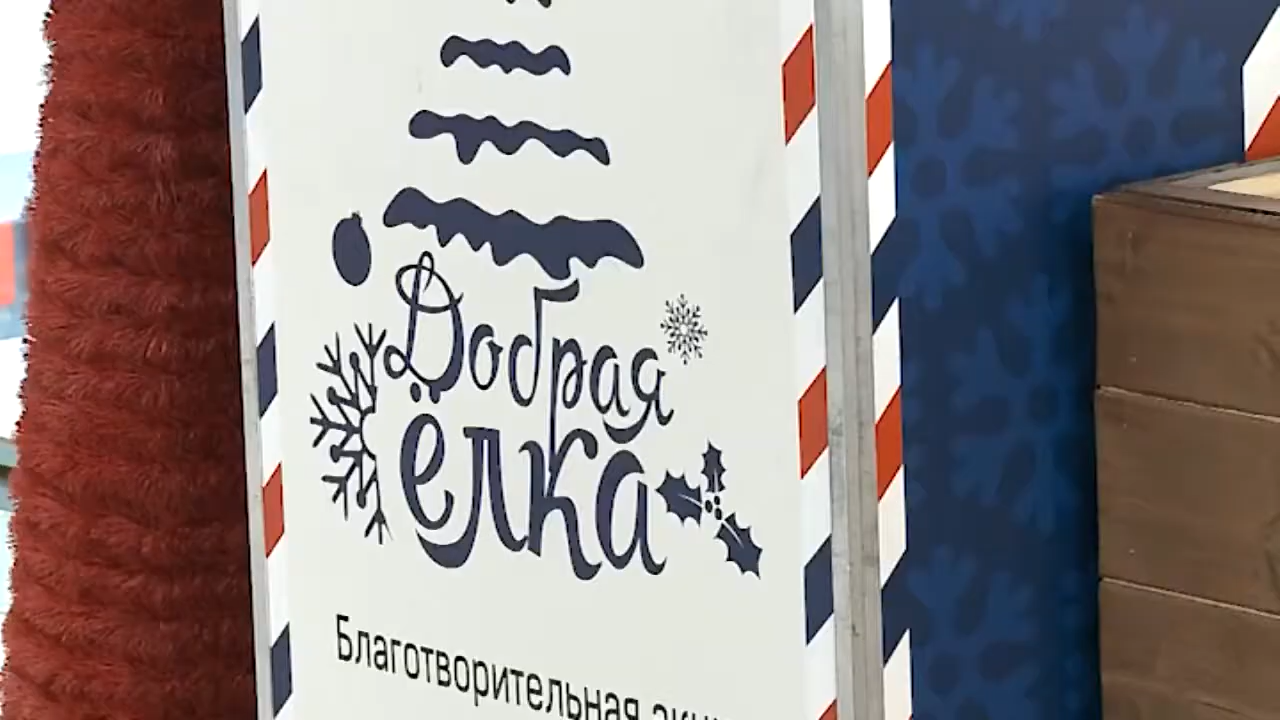 Добрая
ёлка
Благотворительная